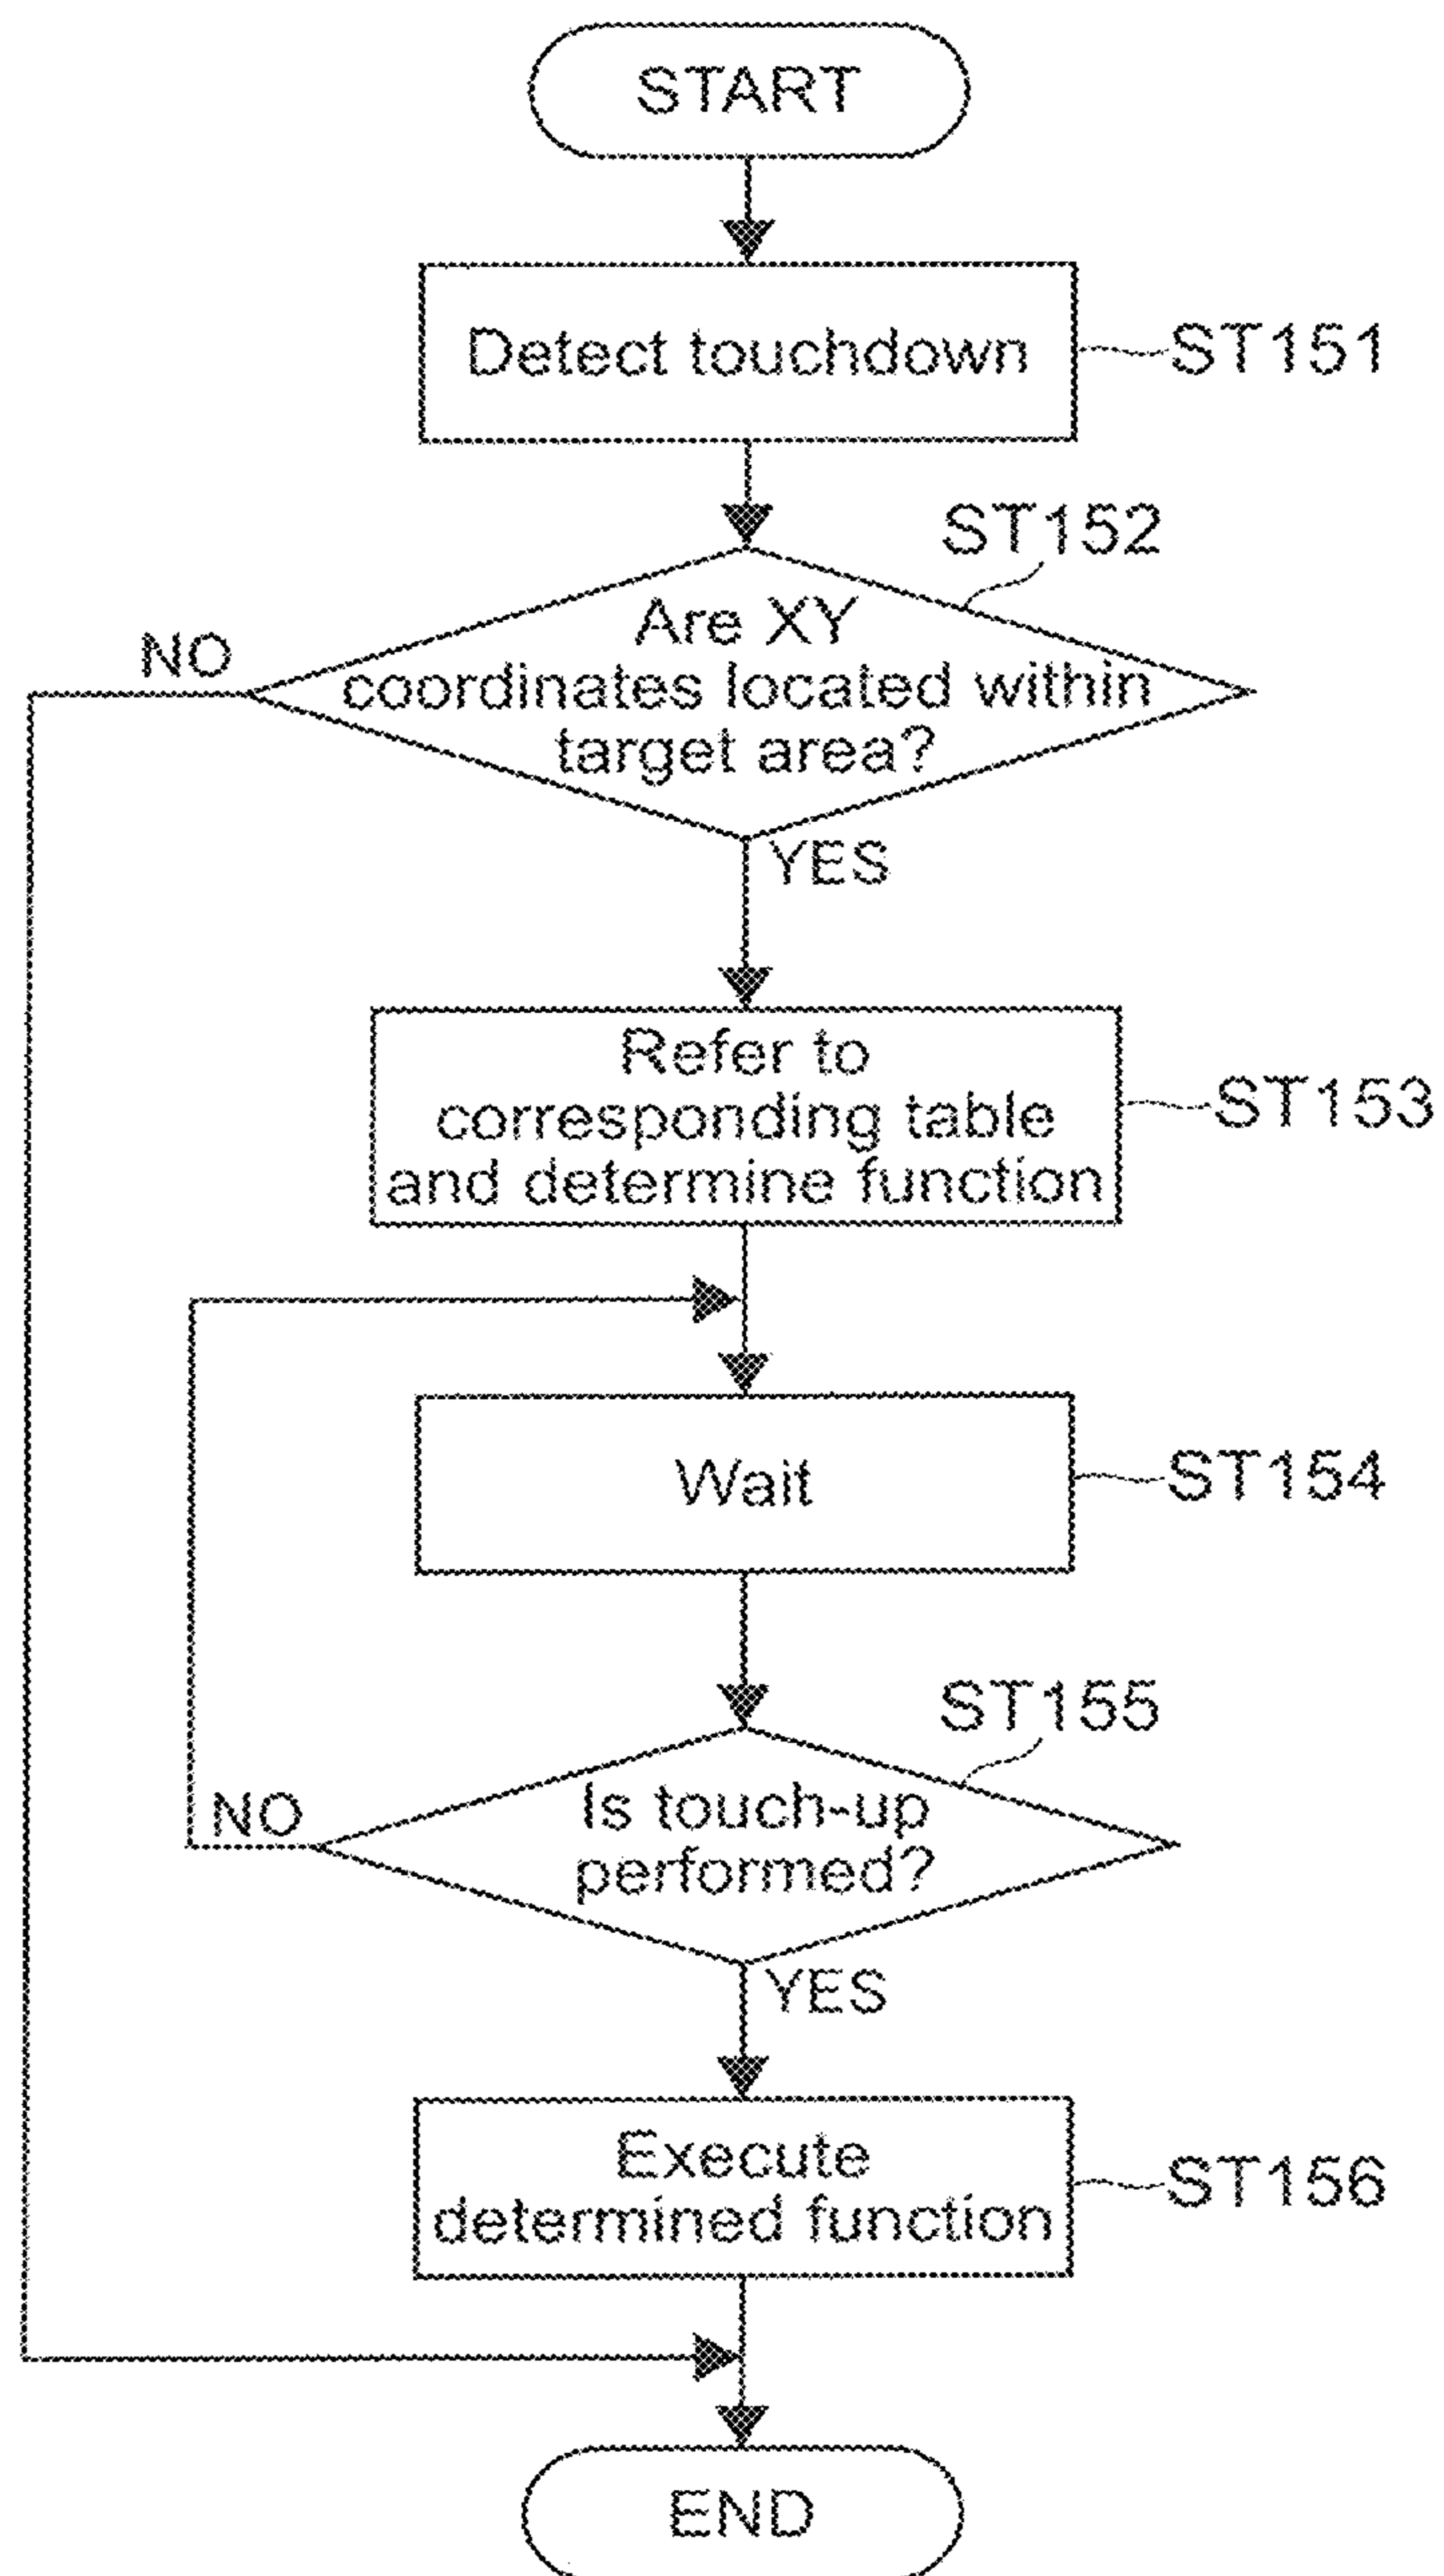 START
Detect touchdown
ST151
ST152
Are XY
coordinates located within
target area?
NO
YES
Refer to
corresponding table
and determine function
ST153
Wait
ST154
ST155
Is touch-up
performed?
NO
YES
Execute
determined function
ST156
END